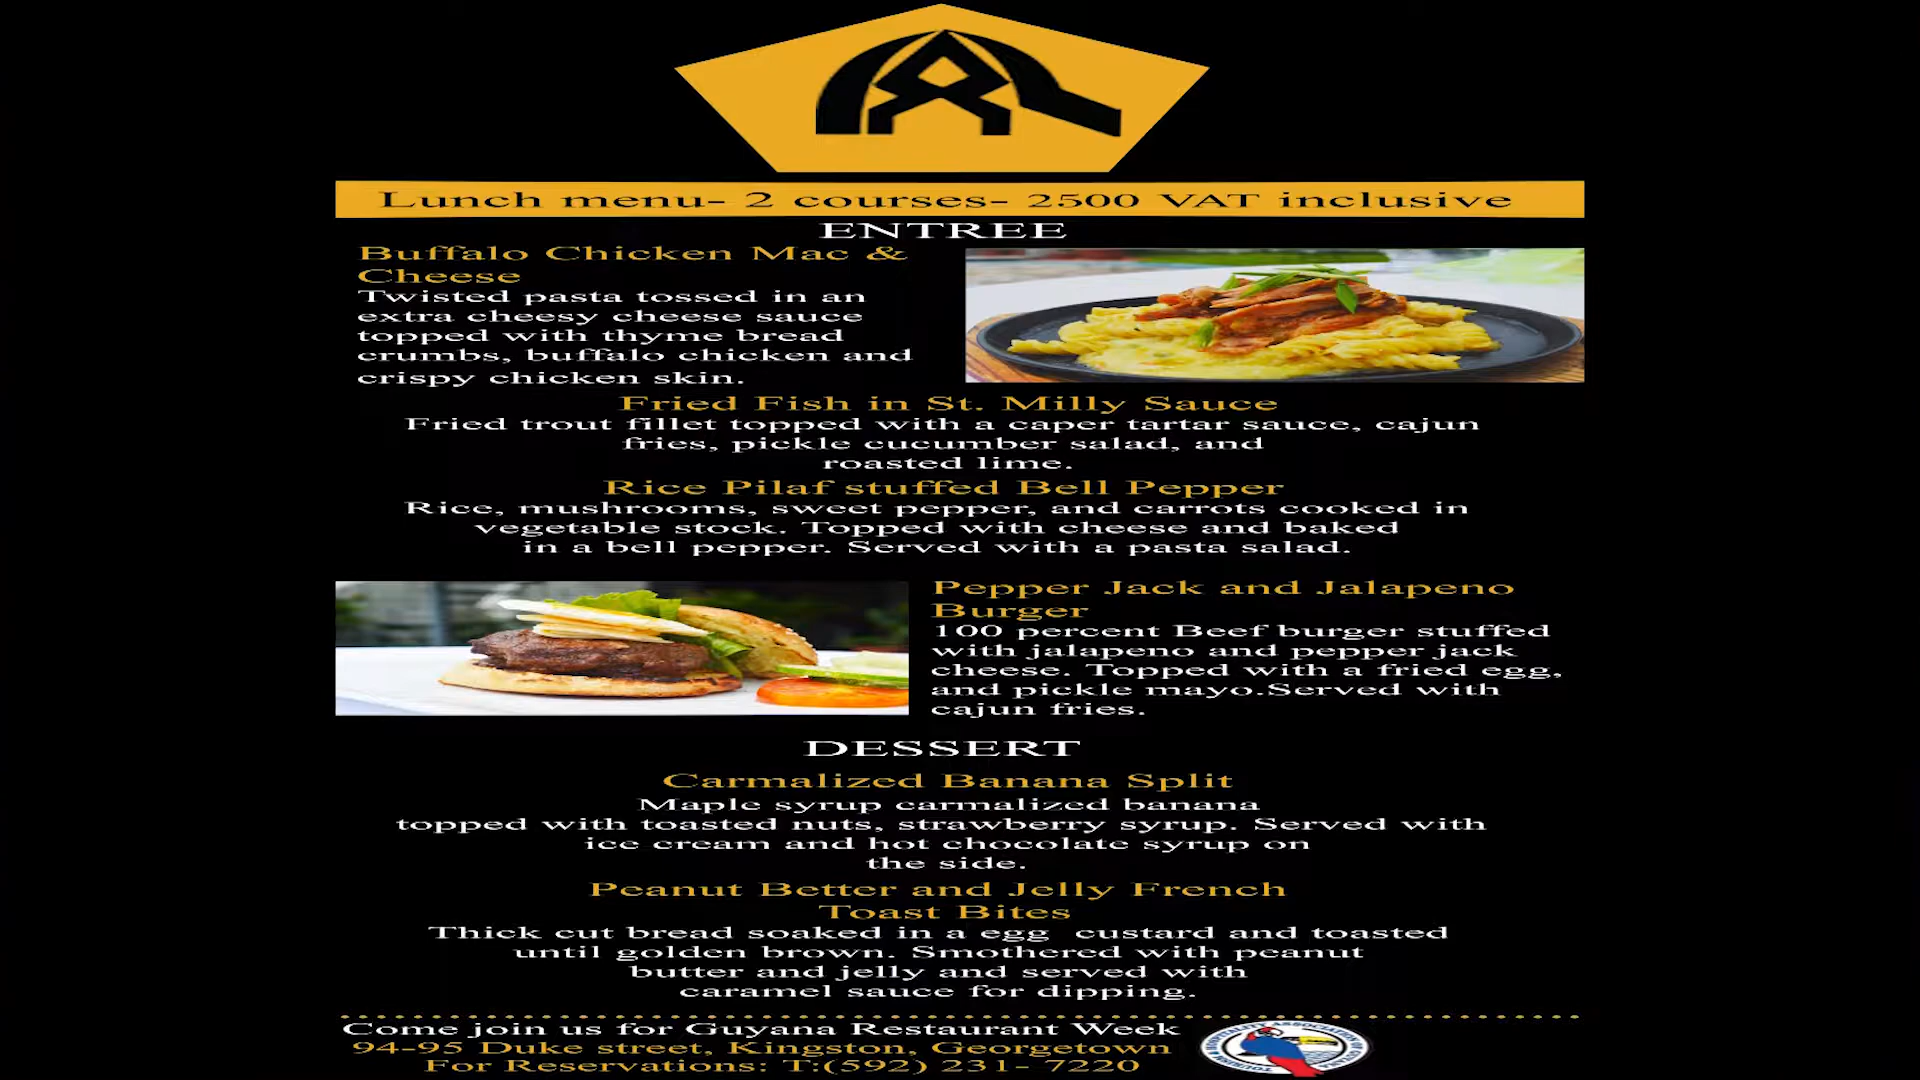 Lunch menu- 2 courses- 2500 VAT inclusive
ENTREE
Buffalo Chicken Mac &
Cheese
Twisted pasta tossed in an
extra cheesy cheese sauce
topped with thyme bread
crumbs, buffalo chicken and
crispy chicken skin.
Fried Fish in St. Milly Sauce
Fried trout fillet topped with a caper tartar sauce, cajun
fries, pickle cucumber salad, and
roasted lime.
Rice Pilaf stuffed Bell Pepper
Rice, mushrooms, sweet pepper, and carrots cooked in
vegetable stock. Topped with cheese and baked
in a bell pepper. Served with a pasta salad.
Pepper Jack and Jalapeno
Burger
100 percent Beef burger stuffed
with jalapeno and pepper jack
cheese. Topped with a fried egg,
and pickle mayo.Served with
cajun fries.
DESSERT
Carmalized Banana Split
Maple syrup carmalized banana
topped with toasted nuts, strawberry syrup. Served with
ice cream and hot chocolate syrup on
the side.
Peanut Better and Jelly French
Toast Bites
Thick cut bread soaked in a egg custard and toasted
until golden brown. Smothered with peanut
butter and jelly and served with
caramel sauce for dipping.
Come join us for Guyana Restaurant Week
94-95 Duke street, Kingston, Georgetown
For Reservations: T:(592) 231- 7220
TOURISM & HOSPITALITY ASSOCIATION OF GUYANA